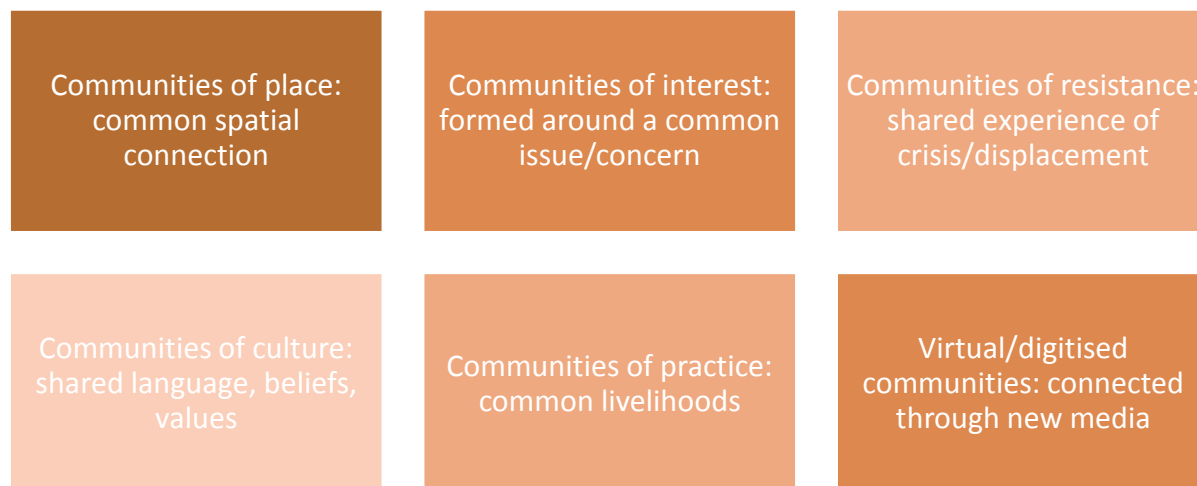 Communities of place:
common spatial
connection
Communities of interest:
formed around a common
issue/concern
Communities of resistance:
shared experience of
crisis/displacement
Communities of culture:
shared language, beliefs,
values
Communities of practice:
common livelihoods
Virtual/digitised
communities: connected
through new media